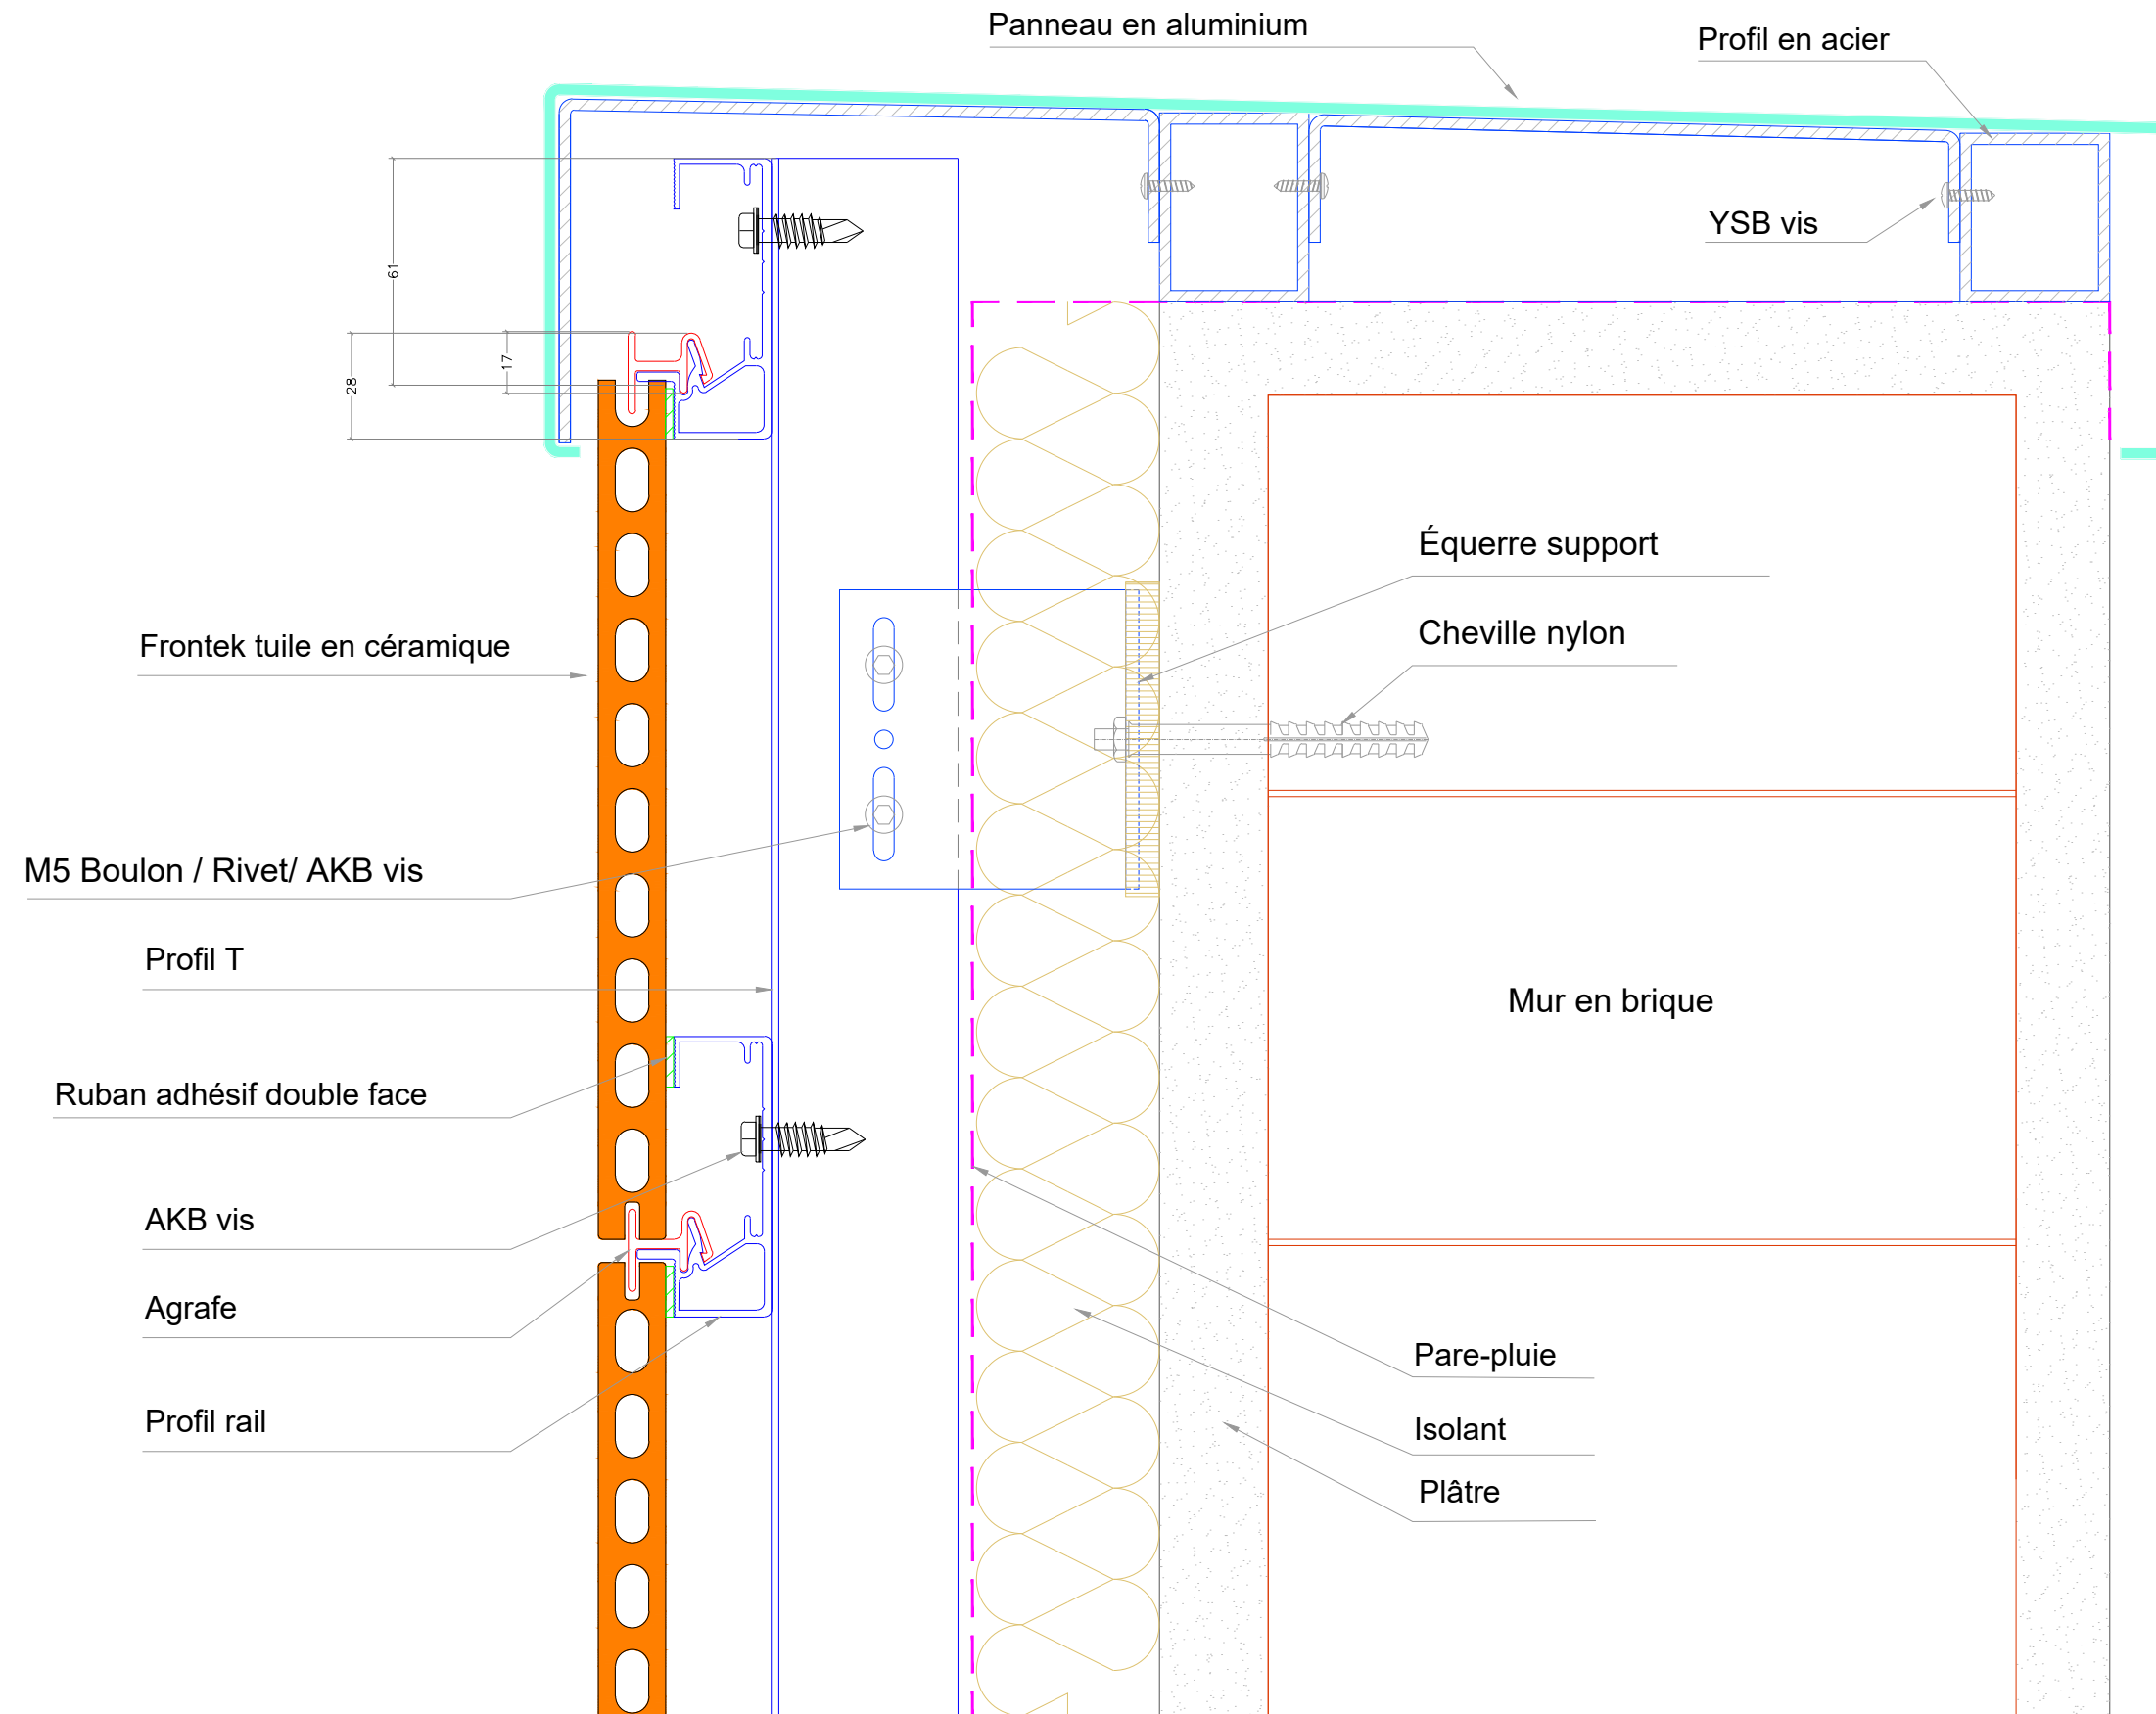 Panneau en aluminium
Profil en acier
YSB vis
61
28
17
Équerre support
Cheville nylon
Frontek tuile en céramique
M5 Boulon / Rivet/ AKB vis
Profil T
Mur en brique
Ruban adhésif double face
AKB vis
Agrafe
Profil rail
Pare-pluie
Isolant
Plâtre